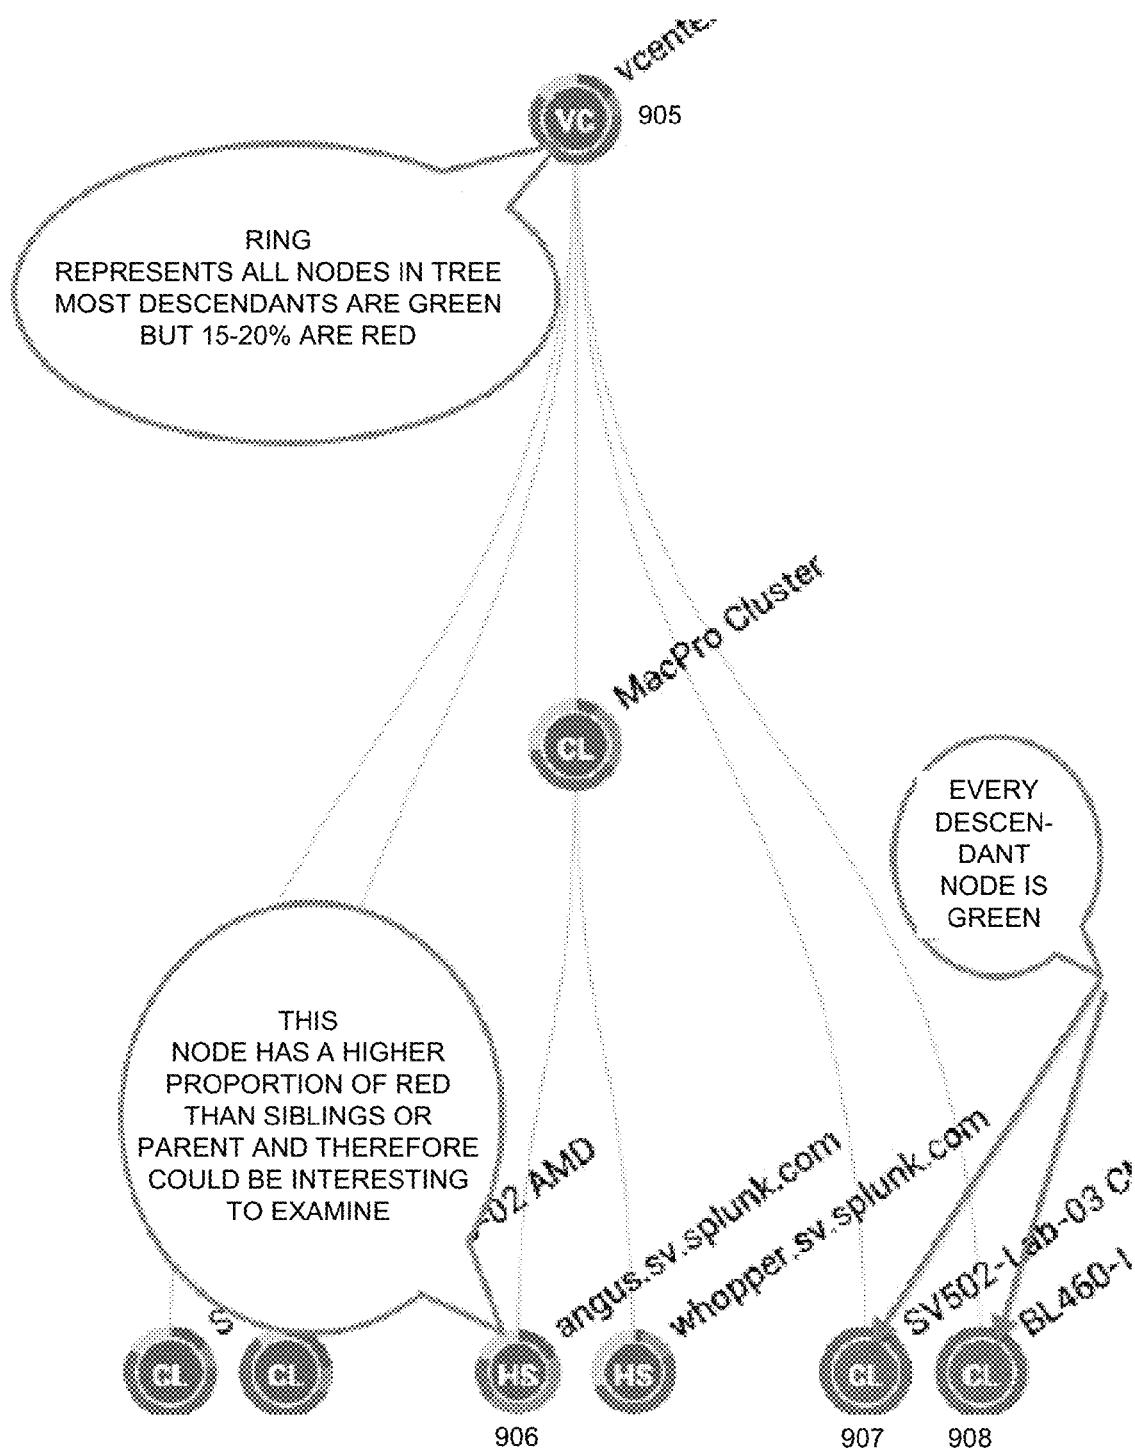 vcente
VC
905
RING
REPRESENTS ALL NODES IN TREE
MOST DESCENDANTS ARE GREEN
BUT 15-20% ARE RED
MacPro Cluster
CL
EVERY
DESCEN-
DANT
NODE IS
GREEN
THIS
NODE HAS A HIGHER
PROPORTION OF RED
THAN SIBLINGS OR
PARENT AND THEREFORE
COULD BE INTERESTING
TO EXAMINE
-02 AMD
angus.sv.splunk.com
whopper.sv.splunk.com
SV502-Lab-03
BL460-
S
CL
CL
HS
HS
CL
CL
906
907
908